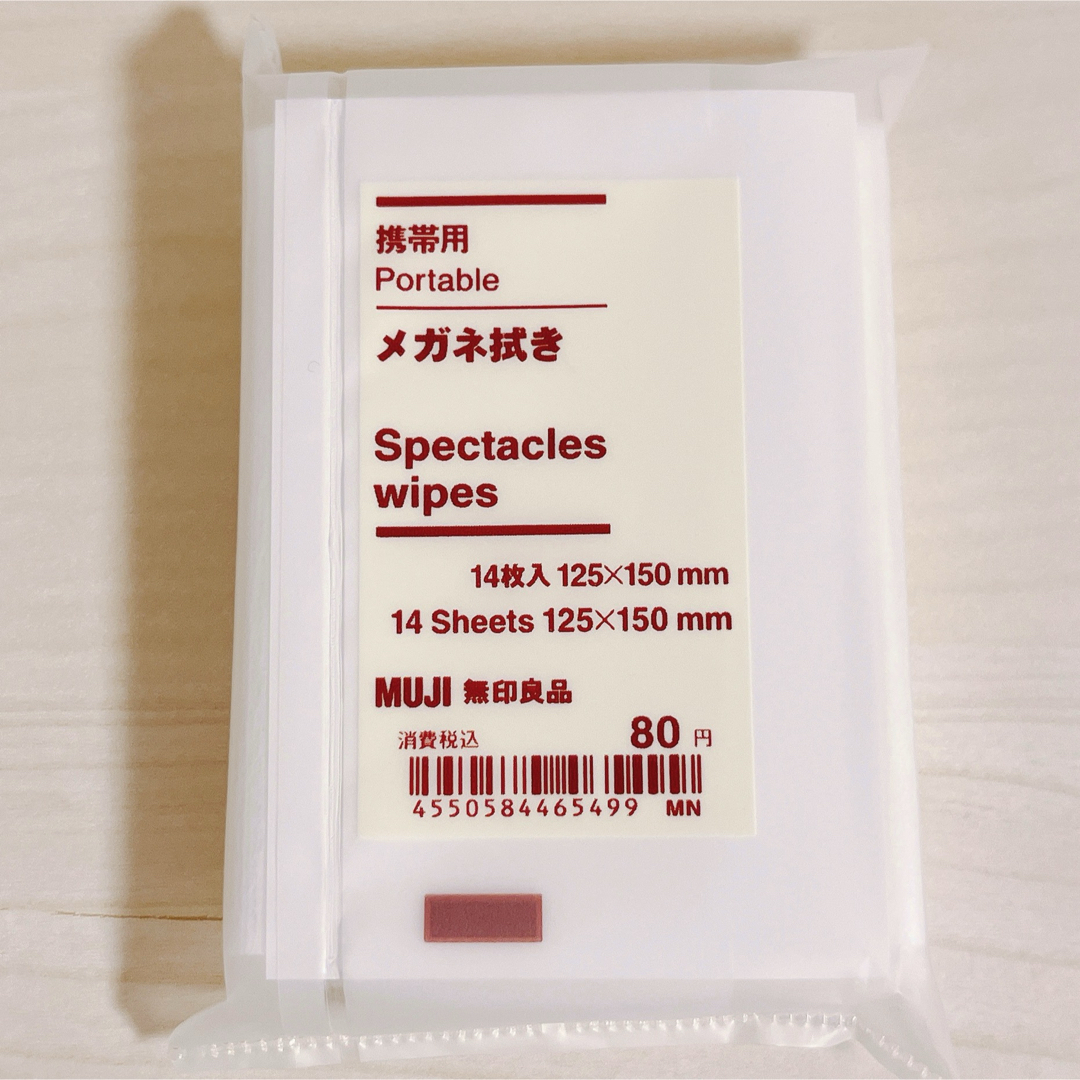 携帯用
Portable
メガネ拭き
Spectacles
wipes
14枚入 125×150 mm
14 Sheets 125×150 mm
MUJI 無印良品
消費税込 80 円
4550584465499 MN